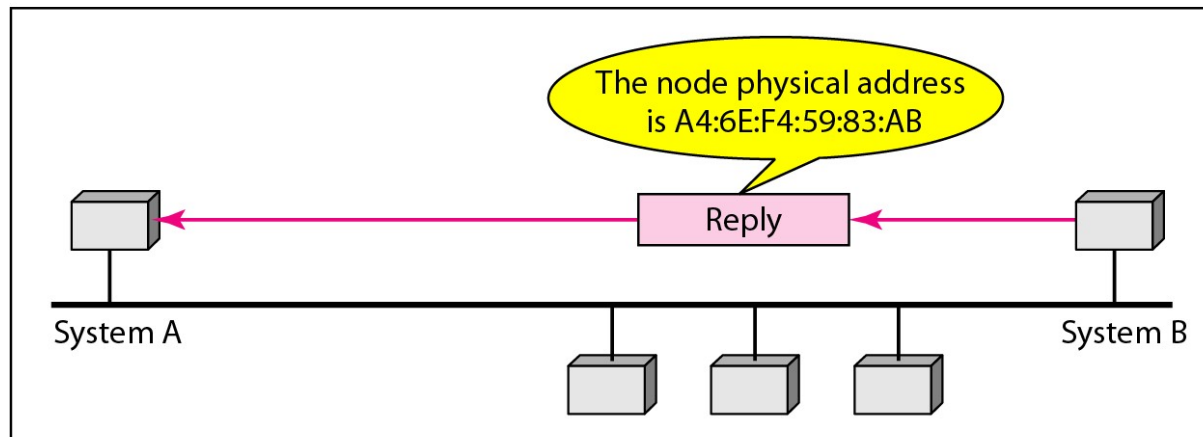 The node physical address
is A4:6E:F4:59:83:AB
Reply
System A
System B